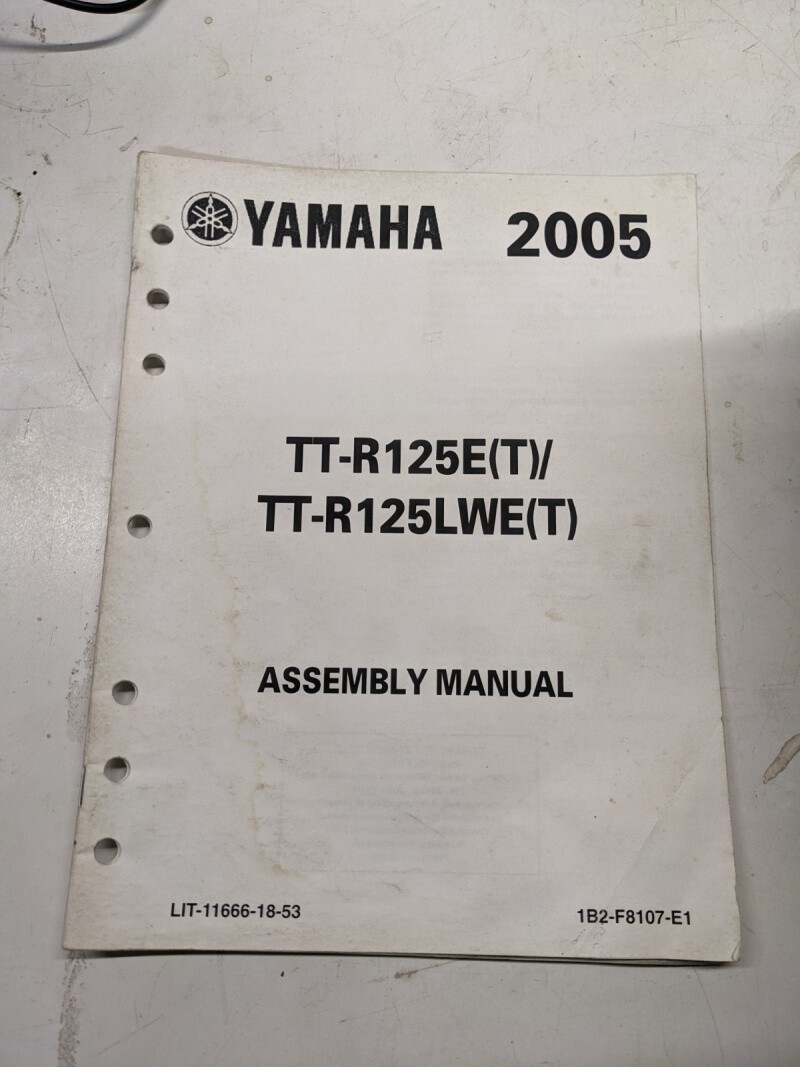 YAMAHA 2005
TT-R125E(T)/
TT-R125LWE(T)
ASSEMBLY MANUAL
LIT-11666-18-53 1B2-F8107-E1